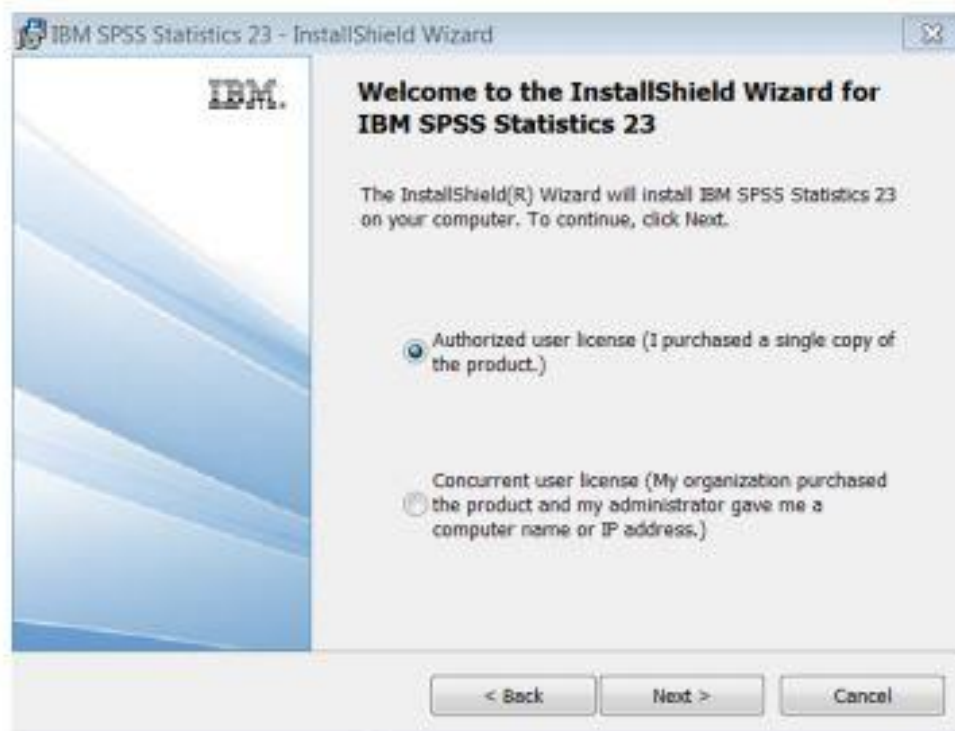 IBM SPSS Statistics 23 - InstallShield Wizard
IBM.
Welcome to the InstallShield Wizard for
IBM SPSS Statistics 23
The InstallShield(R) Wizard will install IBM SPSS Statistics 23
on your computer. To continue, click Next.
Authorized user license (I purchased a single copy of
the product.)
Concurrent user license (My organization purchased
the product and my administrator gave me a
computer name or IP address.)
< Back
Next >
Cancel